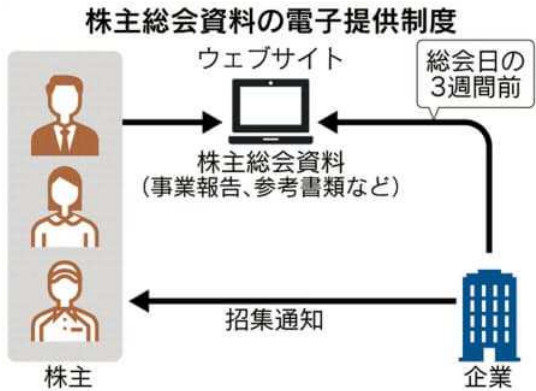 株主総会資料の電子提供制度
ウェブサイト
総会日の
3週間前
株主総会資料
（事業報告、参考書類など）
招集通知
株主
企業